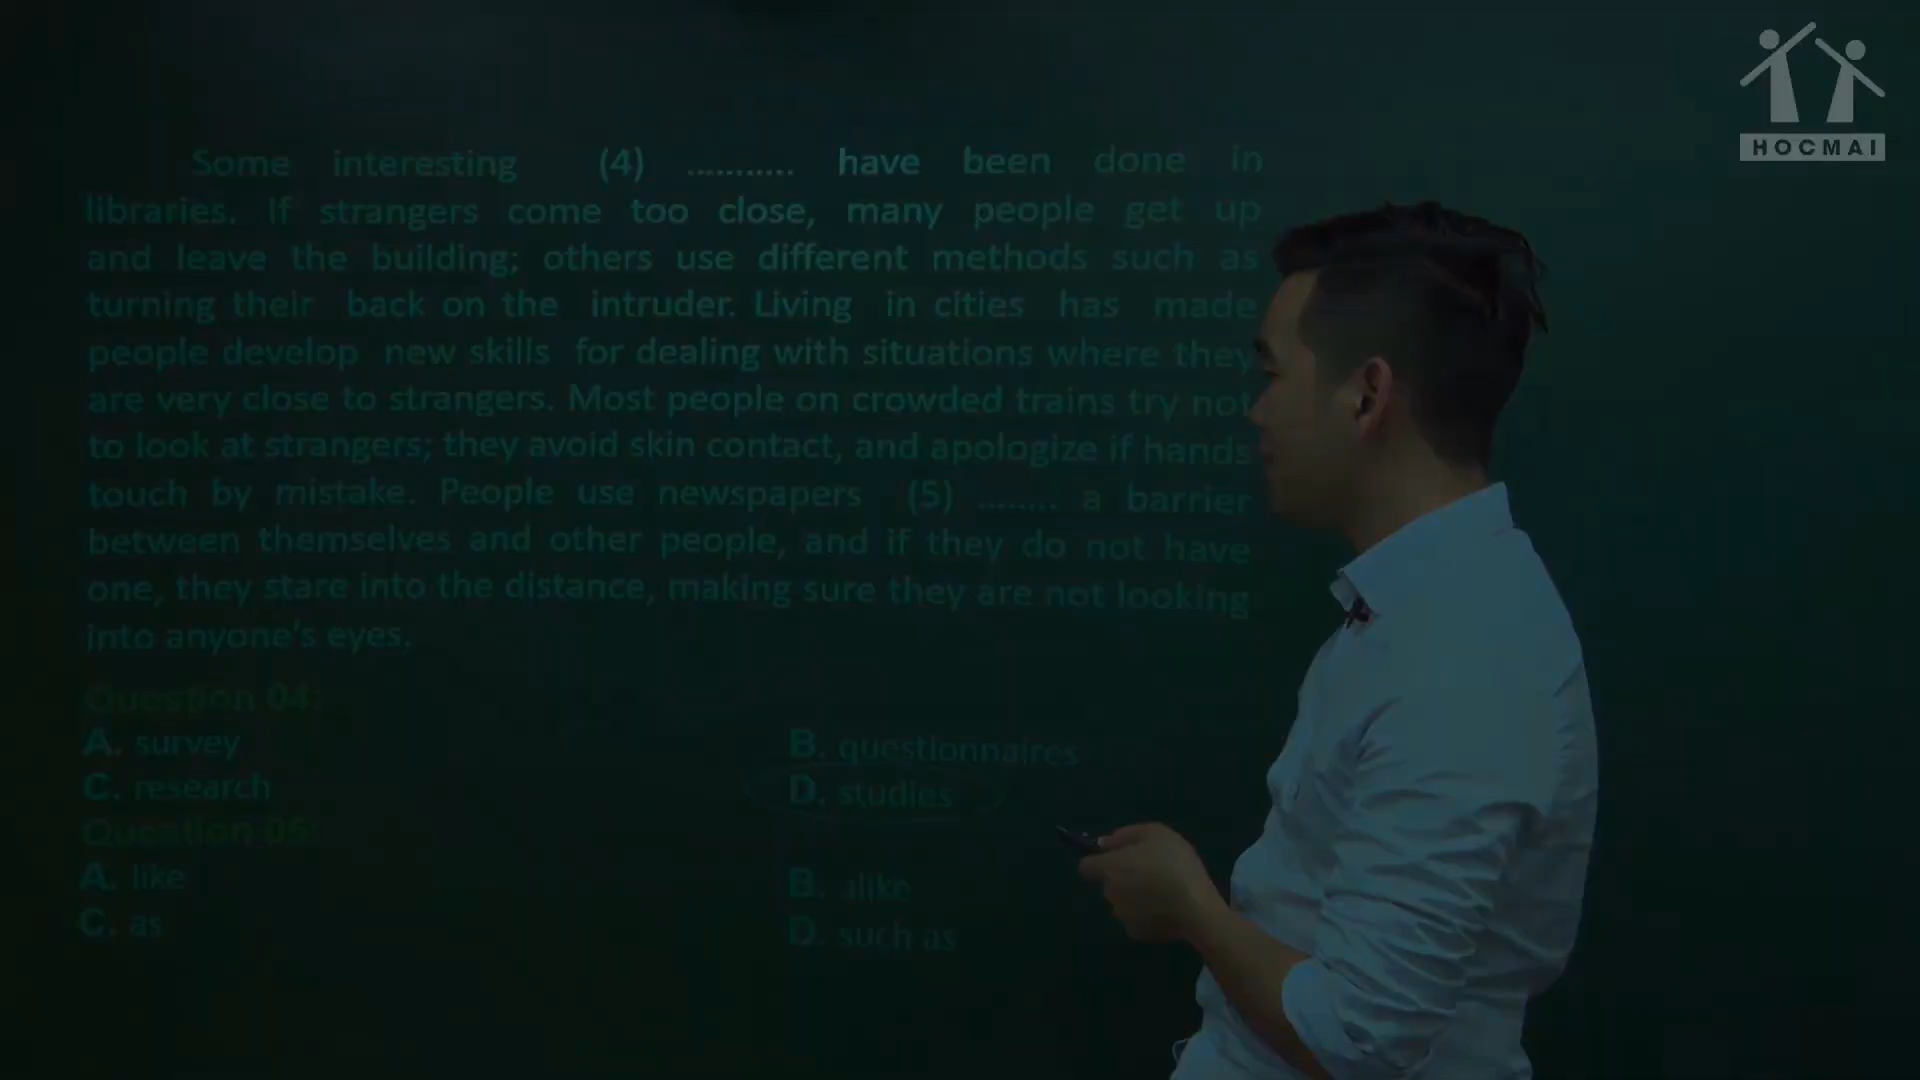 HOCMAI
Some interesting (4) ........... have been done in
libraries. If strangers come too close, many people get up
and leave the building; others use different methods such as
turning their back on the intruder. Living in cities has made
people develop new skills for dealing with situations where they
are very close to strangers. Most people on crowded trains try not
to look at strangers; they avoid skin contact, and apologize if hands
touch by mistake. People use newspapers (5) ........ a barrier
between themselves and other people, and if they do not have
one, they stare into the distance, making sure they are not looking
into anyone's eyes.
Question 04:
A. survey B. questionnaires
C. research D. studies
Question 05:
A. like B. alike
C. as D. such as